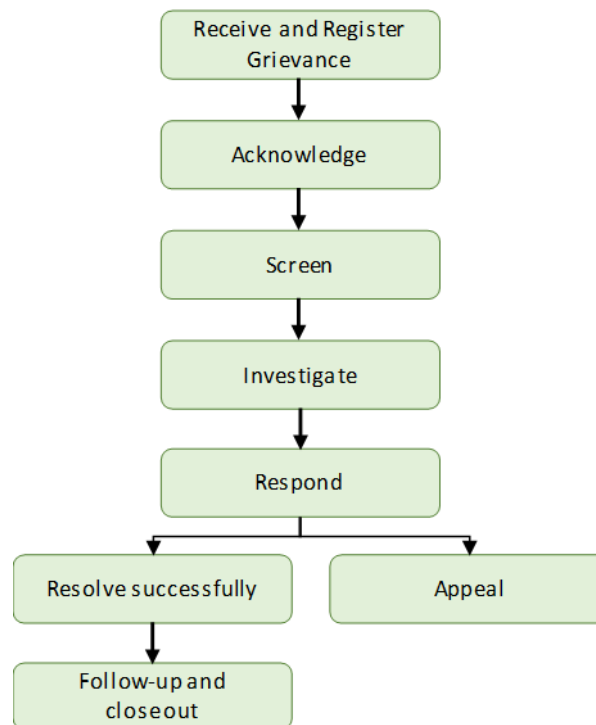 Receive and Register
Grievance
Acknowledge
Screen
Investigate
Respond
Resolve successfully
Appeal
Follow-up and
closeout